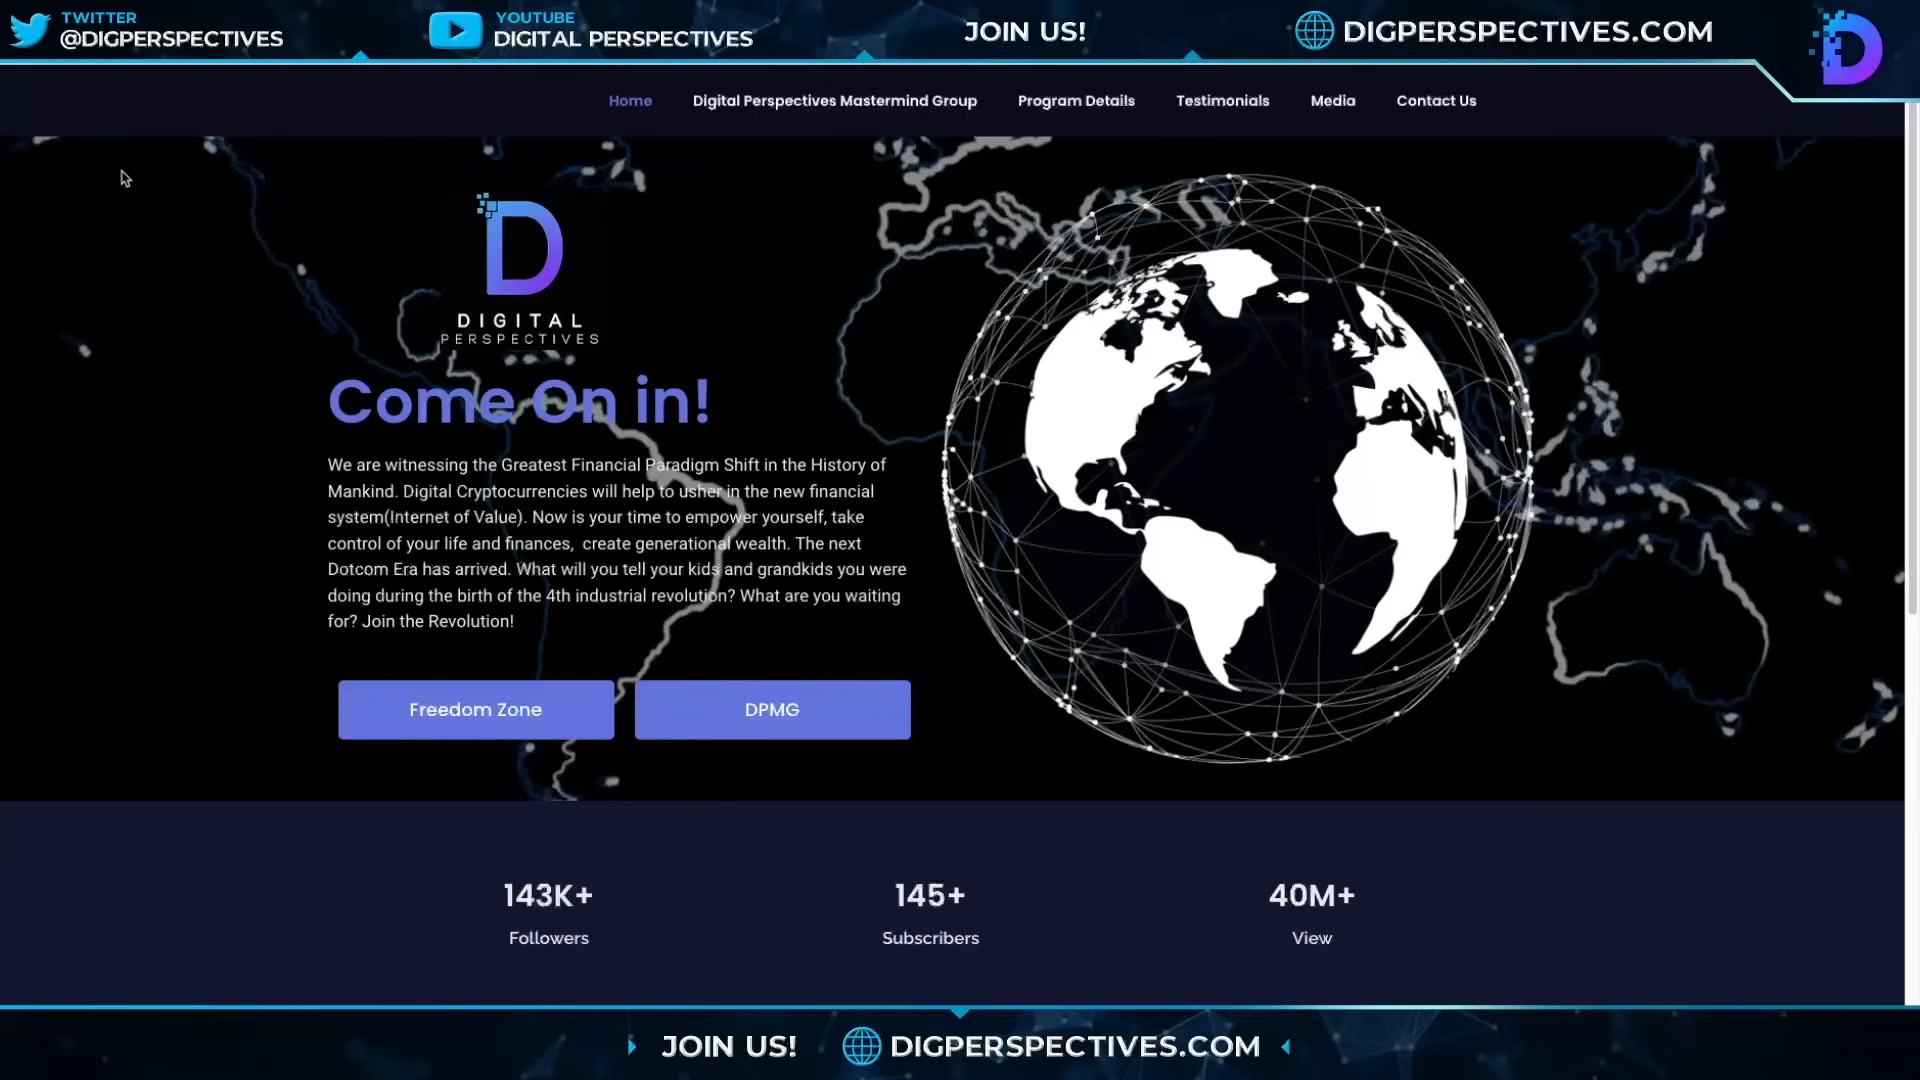 TWITTER
@DIGPERSPECTIVES
YOUTUBE
DIGITAL PERSPECTIVES
JOIN US!
DIGPERSPECTIVES.COM
Home
Digital Perspectives Mastermind Group
Program Details
Testimonials
Media
Contact Us
D
DIGITAL
PERSPECTIVES
Come On in!
We are witnessing the Greatest Financial Paradigm Shift in the History of
Mankind. Digital Cryptocurrencies will help to usher in the new financial
system(Internet of Value). Now is your time to empower yourself, take
control of your life and finances,  create generational wealth. The next
Dotcom Era has arrived. What will you tell your kids and grandkids you were
doing during the birth of the 4th industrial revolution? What are you waiting
for? Join the Revolution!
Freedom Zone
DPMG
143K+
Followers
145+
Subscribers
40M+
View
JOIN US!
DIGPERSPECTIVES.COM